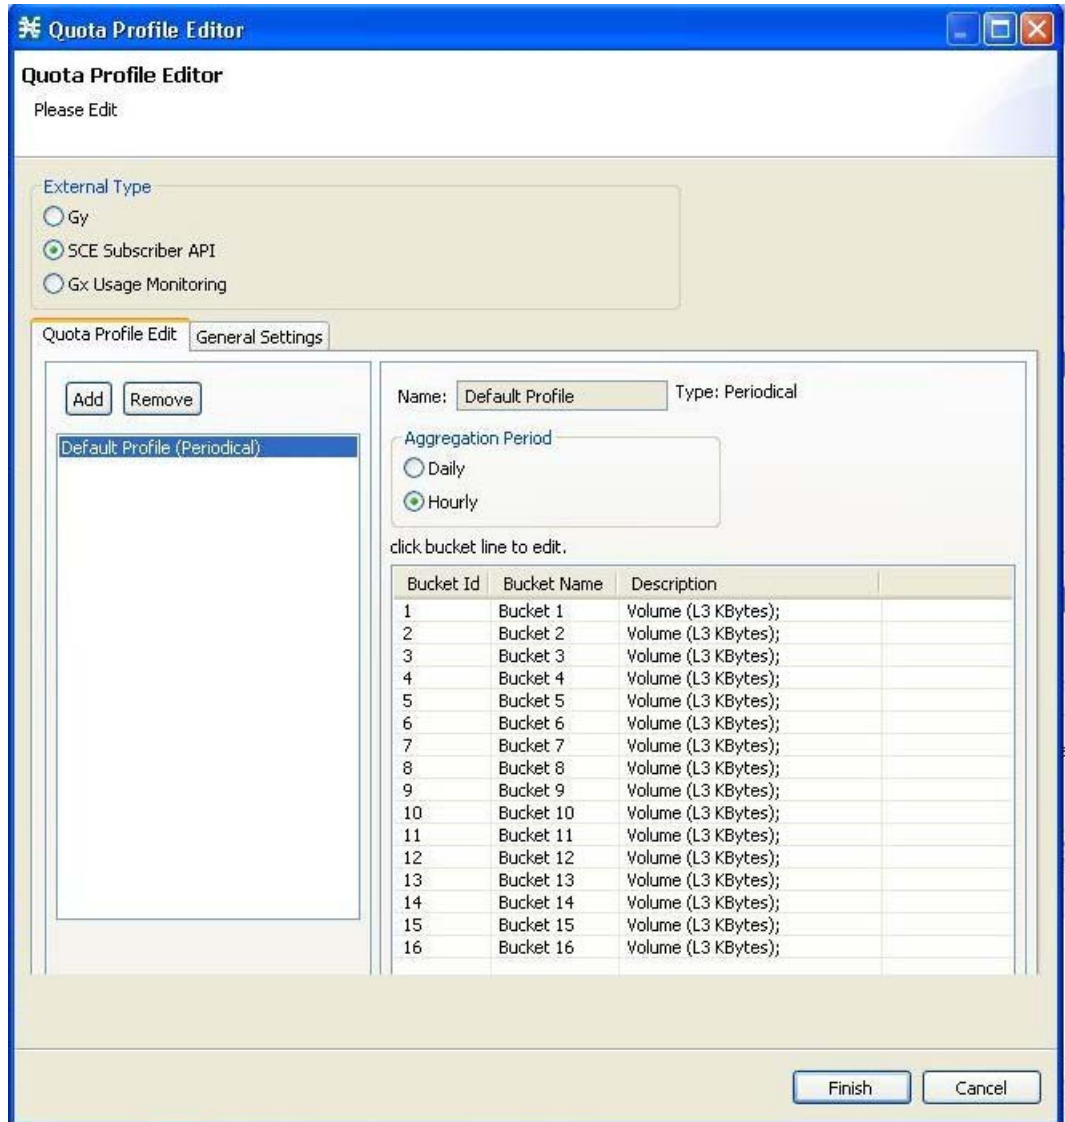 Quota Profile Editor
Quota Profile Editor
Please Edit
External Type
Gy
SCE Subscriber API
Gx Usage Monitoring
Quota Profile Edit General Settings
Add Remove
Default Profile (Periodical)
Name: Default Profile Type: Periodical
Aggregation Period
Daily
Hourly
click bucket line to edit.
Bucket Id Bucket Name Description
1 Bucket 1 Volume (L3 KBytes);
2 Bucket 2 Volume (L3 KBytes);
3 Bucket 3 Volume (L3 KBytes);
4 Bucket 4 Volume (L3 KBytes);
5 Bucket 5 Volume (L3 KBytes);
6 Bucket 6 Volume (L3 KBytes);
7 Bucket 7 Volume (L3 KBytes);
8 Bucket 8 Volume (L3 KBytes);
9 Bucket 9 Volume (L3 KBytes);
10 Bucket 10 Volume (L3 KBytes);
11 Bucket 11 Volume (L3 KBytes);
12 Bucket 12 Volume (L3 KBytes);
13 Bucket 13 Volume (L3 KBytes);
14 Bucket 14 Volume (L3 KBytes);
15 Bucket 15 Volume (L3 KBytes);
16 Bucket 16 Volume (L3 KBytes);
Finish Cancel